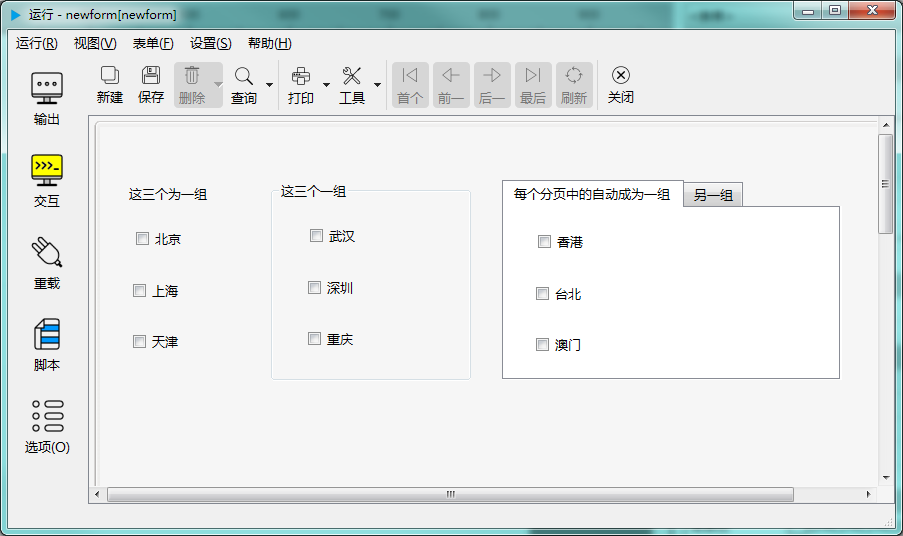 运行 - newform[newform]
运行(R) 视图(V) 表单(F) 设置(S) 帮助(H)
新建 保存 删除 查询 打印 工具 首个 前一 后一 最后 刷新 关闭
输出
交互
重载
脚本
选项(O)
这三个为一组
北京
上海
天津
这三个一组
武汉
深圳
重庆
每个分页中的自动成为一组 另一组
香港
台北
澳门